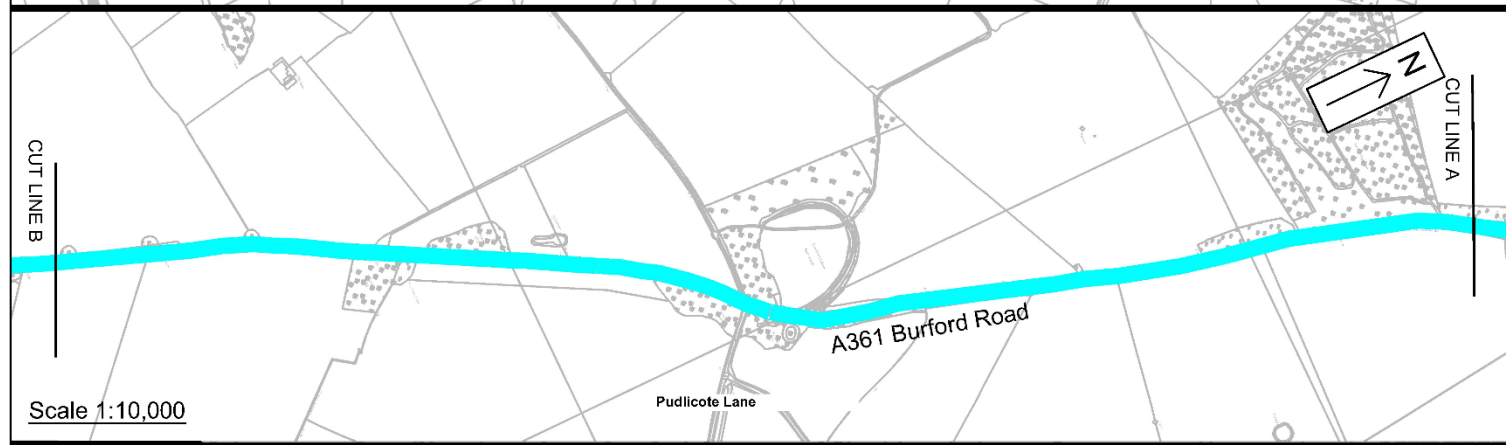 N
CUT LINE A
CUT LINE B
A361 Burford Road
Pudlicote Lane
Scale 1:10,000